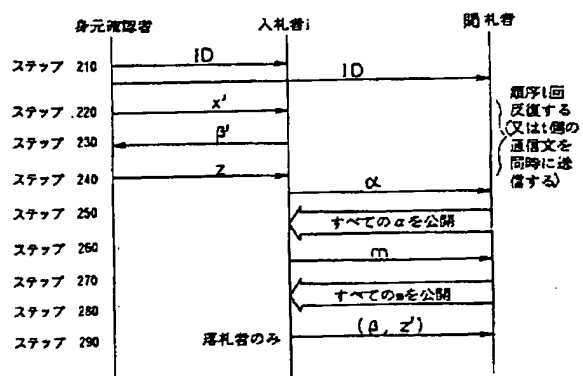 身元確認者 入札者i 開札者
ステップ 210 ID
ID
ステップ 220 x'
ステップ 230 β'
ステップ 240 z
α
順序t回
反復する
(又はt個の
通信文を
同時に送
信する)
ステップ 250 すべてのαを公開
ステップ 260 m
ステップ 270 すべてのmを公開
ステップ 280
ステップ 290 落札者のみ (β, z')